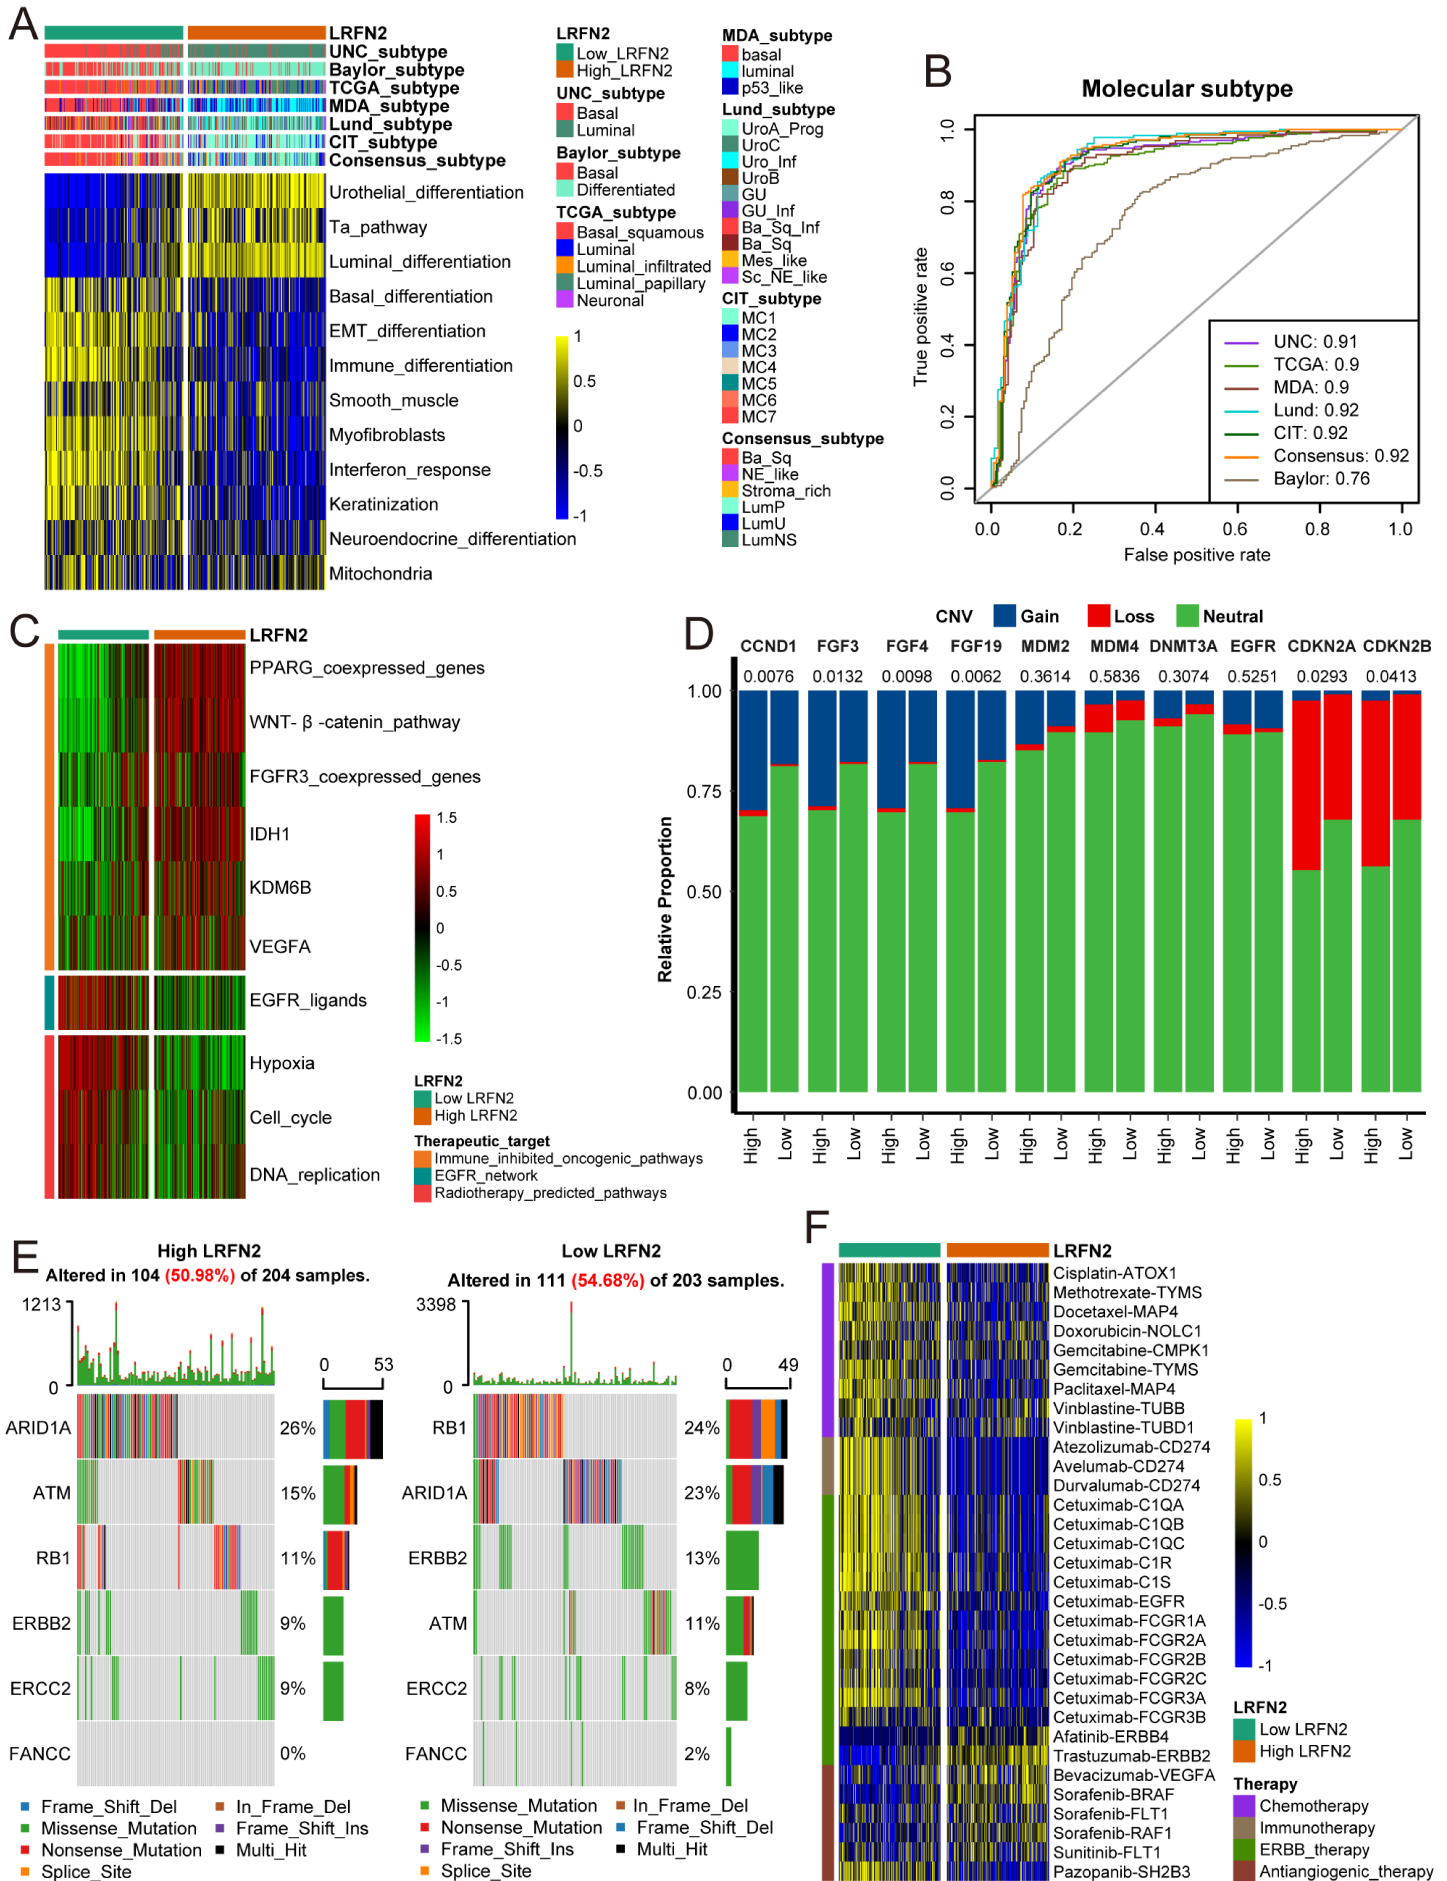 A
LRFN2
UNC_subtype
Baylor_subtype
TCGA_subtype
MDA_subtype
Lund_subtype
CIT_subtype
Consensus_subtype
Urothelial_differentiation
Ta_pathway
Luminal_differentiation
Basal_differentiation
EMT_differentiation
Immune_differentiation
Smooth_muscle
Myofibroblasts
Interferon_response
Keratinization
Neuroendocrine_differentiation
Mitochondria
LRFN2
Low_LRFN2
High_LRFN2
UNC_subtype
Basal
Luminal
Baylor_subtype
Basal
Differentiated
TCGA_subtype
Basal_squamous
Luminal
Luminal_infiltrated
Luminal_papillary
Neuronal
1
0.5
0
-0.5
-1
MDA_subtype
basal
luminal
p53_like
Lund_subtype
UroA_Prog
UroC
Uro_Inf
UroB
GU
GU_Inf
Ba_Sq_Inf
Ba_Sq
Mes_like
Sc_NE_like
CIT_subtype
MC1
MC2
MC3
MC4
MC5
MC6
MC7
Consensus_subtype
Ba_Sq
NE_like
Stroma_rich
LumP
LumU
LumNS
B
Molecular subtype
True positive rate
1.0
0.8
0.6
0.4
0.2
0.0
UNC: 0.91
TCGA: 0.9
MDA: 0.9
Lund: 0.92
CIT: 0.92
Consensus: 0.92
Baylor: 0.76
0.0 0.2 0.4 0.6 0.8 1.0
False positive rate
C
LRFN2
PPARG_coexpressed_genes
WNT- β -catenin_pathway
FGFR3_coexpressed_genes
IDH1
KDM6B
VEGFA
EGFR_ligands
Hypoxia
Cell_cycle
DNA_replication
1.5
1
0.5
0
-0.5
-1
-1.5
LRFN2
Low LRFN2
High LRFN2
Therapeutic_target
Immune_inhibited_oncogenic_pathways
EGFR_network
Radiotherapy_predicted_pathways
D
CNV Gain Loss Neutral
CCND1 FGF3 FGF4 FGF19 MDM2 MDM4 DNMT3A EGFR CDKN2A CDKN2B
0.0076 0.0132 0.0098 0.0062 0.3614 0.5836 0.3074 0.5251 0.0293 0.0413
Relative Proportion
1.00
0.75
0.50
0.25
0.00
High Low High Low High Low High Low High Low High Low High Low High Low High Low High Low
E
High LRFN2
Altered in 104 (50.98%) of 204 samples.
1213
0
0 53
ARID1A 26%
ATM 15%
RB1 11%
ERBB2 9%
ERCC2 9%
FANCC 0%
Frame_Shift_Del In_Frame_Del
Missense_Mutation Frame_Shift_Ins
Nonsense_Mutation Multi_Hit
Splice_Site
Low LRFN2
Altered in 111 (54.68%) of 203 samples.
3398
0
0 49
RB1 24%
ARID1A 23%
ERBB2 13%
ATM 11%
ERCC2 8%
FANCC 2%
Missense_Mutation In_Frame_Del
Nonsense_Mutation Frame_Shift_Del
Frame_Shift_Ins Multi_Hit
Splice_Site
F
LRFN2
Cisplatin-ATOX1
Methotrexate-TYMS
Docetaxel-MAP4
Doxorubicin-NOLC1
Gemcitabine-CMPK1
Gemcitabine-TYMS
Paclitaxel-MAP4
Vinblastine-TUBB
Vinblastine-TUBD1
Atezolizumab-CD274
Avelumab-CD274
Durvalumab-CD274
Cetuximab-C1QA
Cetuximab-C1QB
Cetuximab-C1QC
Cetuximab-C1R
Cetuximab-C1S
Cetuximab-EGFR
Cetuximab-FCGR1A
Cetuximab-FCGR2A
Cetuximab-FCGR2B
Cetuximab-FCGR2C
Cetuximab-FCGR3A
Cetuximab-FCGR3B
Afatinib-ERBB4
Trastuzumab-ERBB2
Bevacizumab-VEGFA
Sorafenib-BRAF
Sorafenib-FLT1
Sorafenib-RAF1
Sunitinib-FLT1
Pazopanib-SH2B3
1
0.5
0
-0.5
-1
LRFN2
Low LRFN2
High LRFN2
Therapy
Chemotherapy
Immunotherapy
ERBB_therapy
Antiangiogenic_therapy